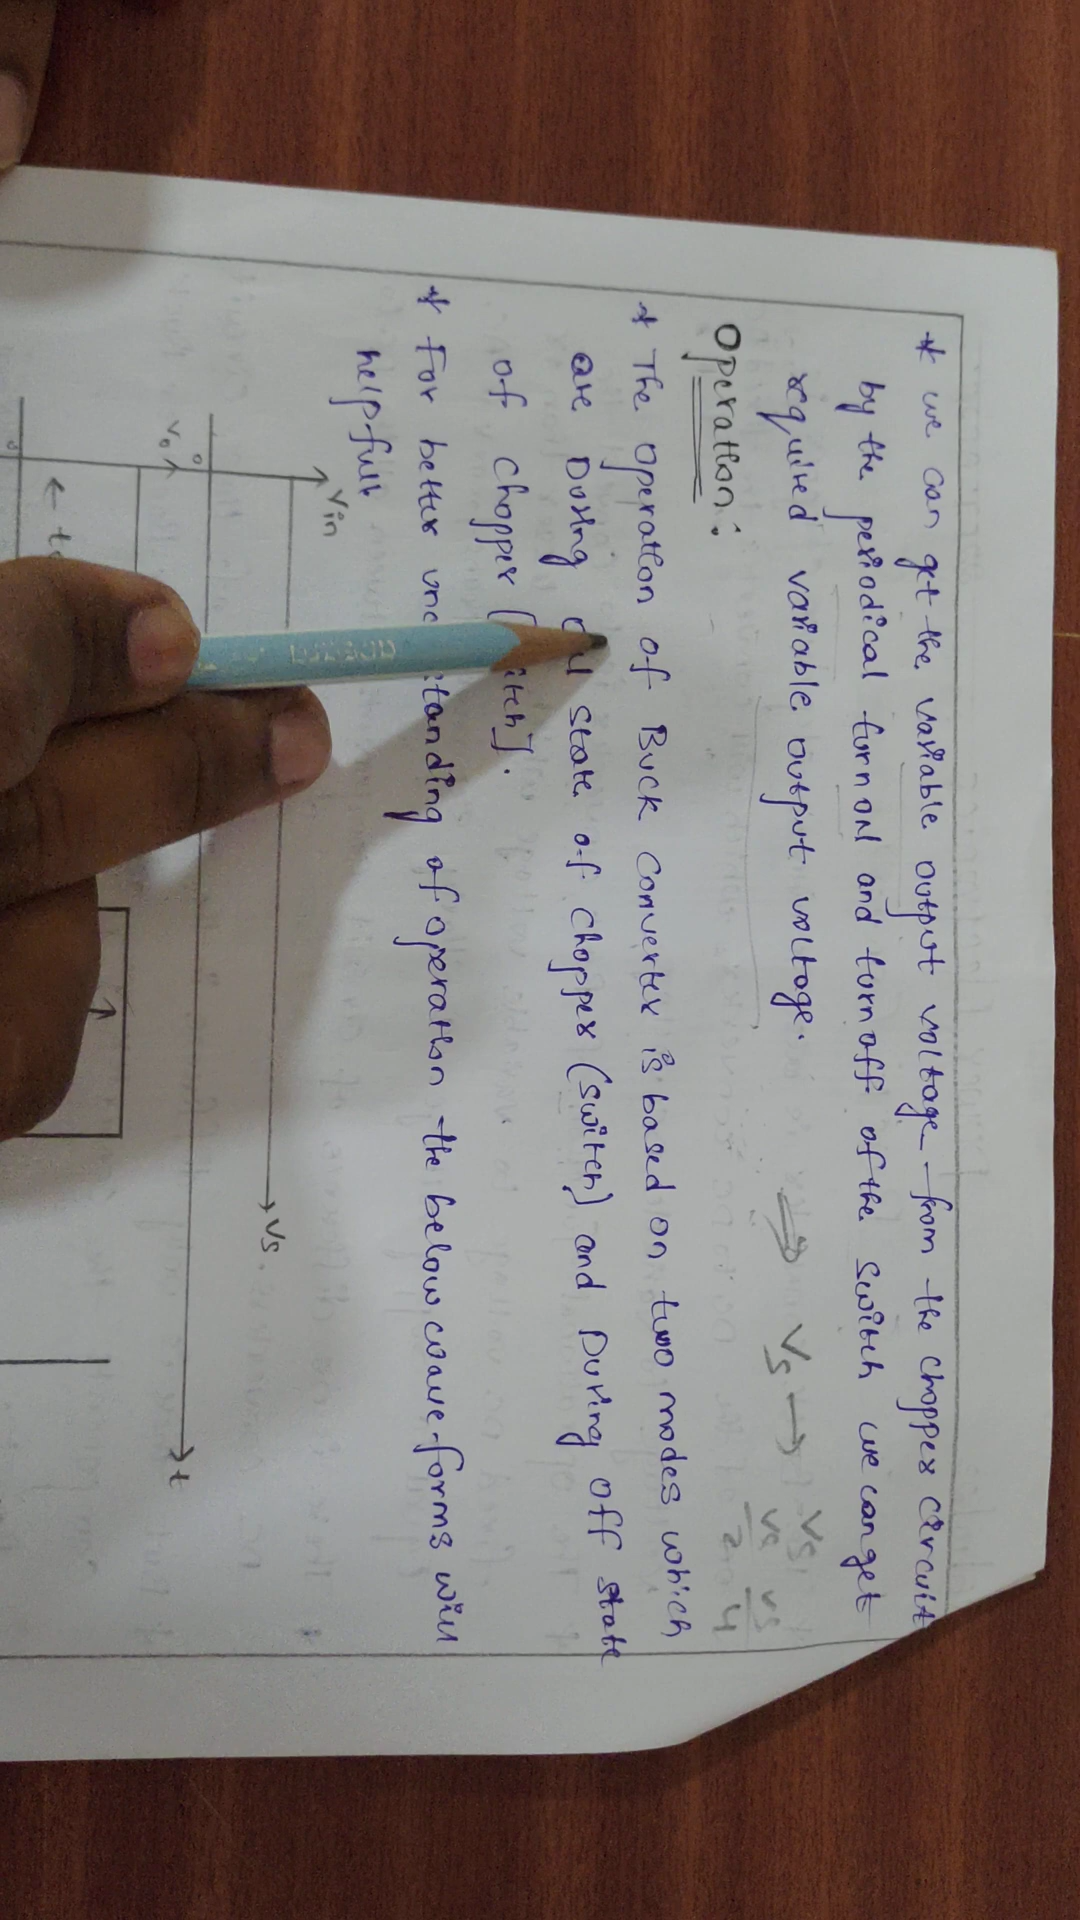 * we can get the variable output voltage from the chopper circuit
by the periodical turn on and turn off of the switch we can get
required variable output voltage.
⇒ Vs → Vs
Vs/2 Vs/4
Operation:
* The operation of Buck converter is based on two modes which
are During state of chopper (switch) and During off state
of chopper
* For better of operation the below wave-forms will
helpfull
Vin
Vs.
0
t
Vo
0